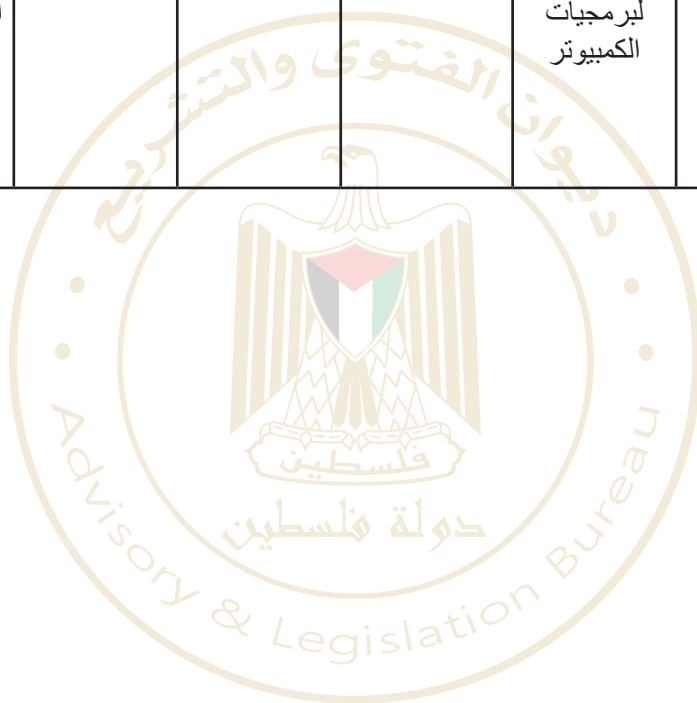 لبرمجيات
الكمبيوتر
ديوان الفتوى والتشريع
فلسطين
دولة فلسطين
Advisory & Legislation Bureau